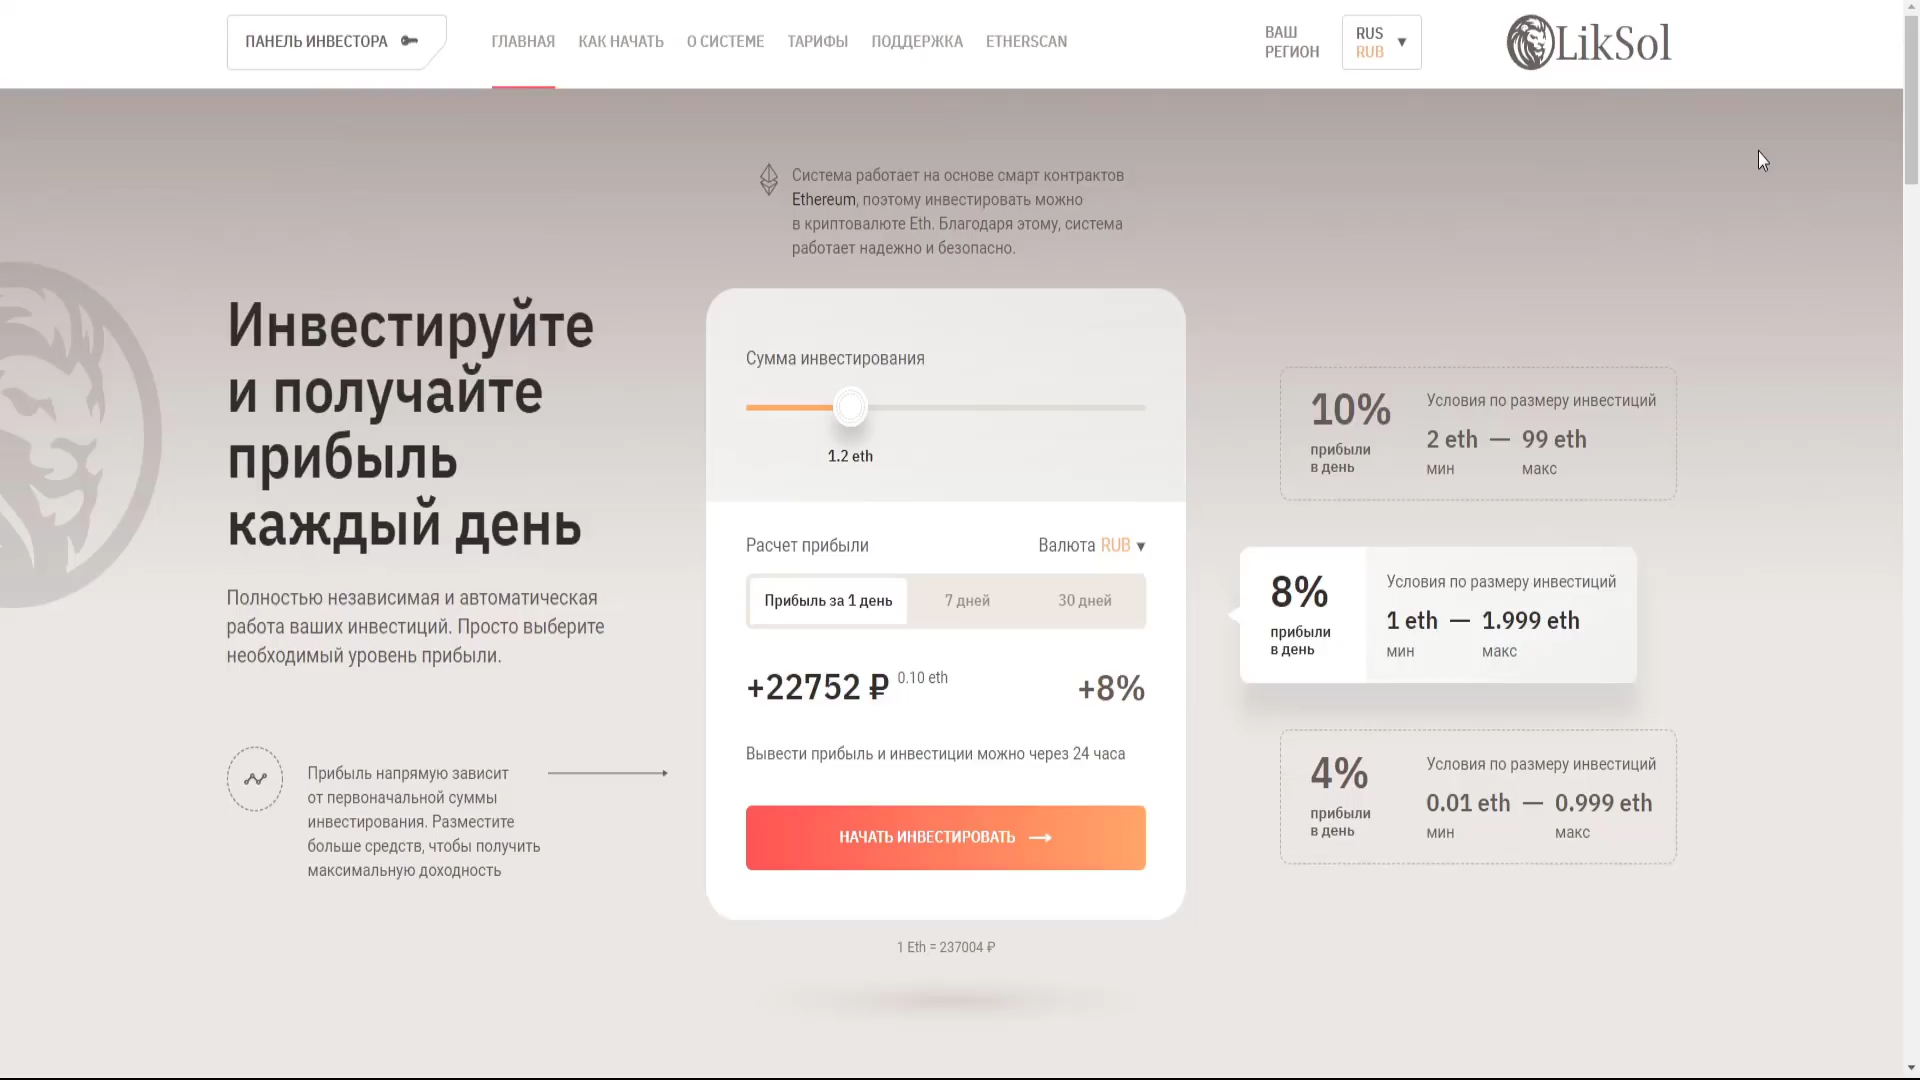 ПАНЕЛЬ ИНВЕСТОРА
ГЛАВНАЯ
КАК НАЧАТЬ
О СИСТЕМЕ
ТАРИФЫ
ПОДДЕРЖКА
ETHERSCAN
ВАШ
РЕГИОН
RUS
RUB
LikSol
Система работает на основе смарт контрактов
Ethereum, поэтому инвестировать можно
в криптовалюте Eth. Благодаря этому, система
работает надежно и безопасно.
Инвестируйте
и получайте
прибыль
каждый день
Полностью независимая и автоматическая
работа ваших инвестиций. Просто выберите
необходимый уровень прибыли.
Прибыль напрямую зависит
от первоначальной суммы
инвестирования. Разместите
больше средств, чтобы получить
максимальную доходность
Сумма инвестирования
1.2 eth
Расчет прибыли
Валюта RUB ▾
Прибыль за 1 день
7 дней
30 дней
+22752 ₽ 0.10 eth
+8%
Вывести прибыль и инвестиции можно через 24 часа
НАЧАТЬ ИНВЕСТИРОВАТЬ
1 Eth = 237004 ₽
10%
прибыли
в день
Условия по размеру инвестиций
2 eth — 99 eth
мин макс
8%
прибыли
в день
Условия по размеру инвестиций
1 eth — 1.999 eth
мин макс
4%
прибыли
в день
Условия по размеру инвестиций
0.01 eth — 0.999 eth
мин макс